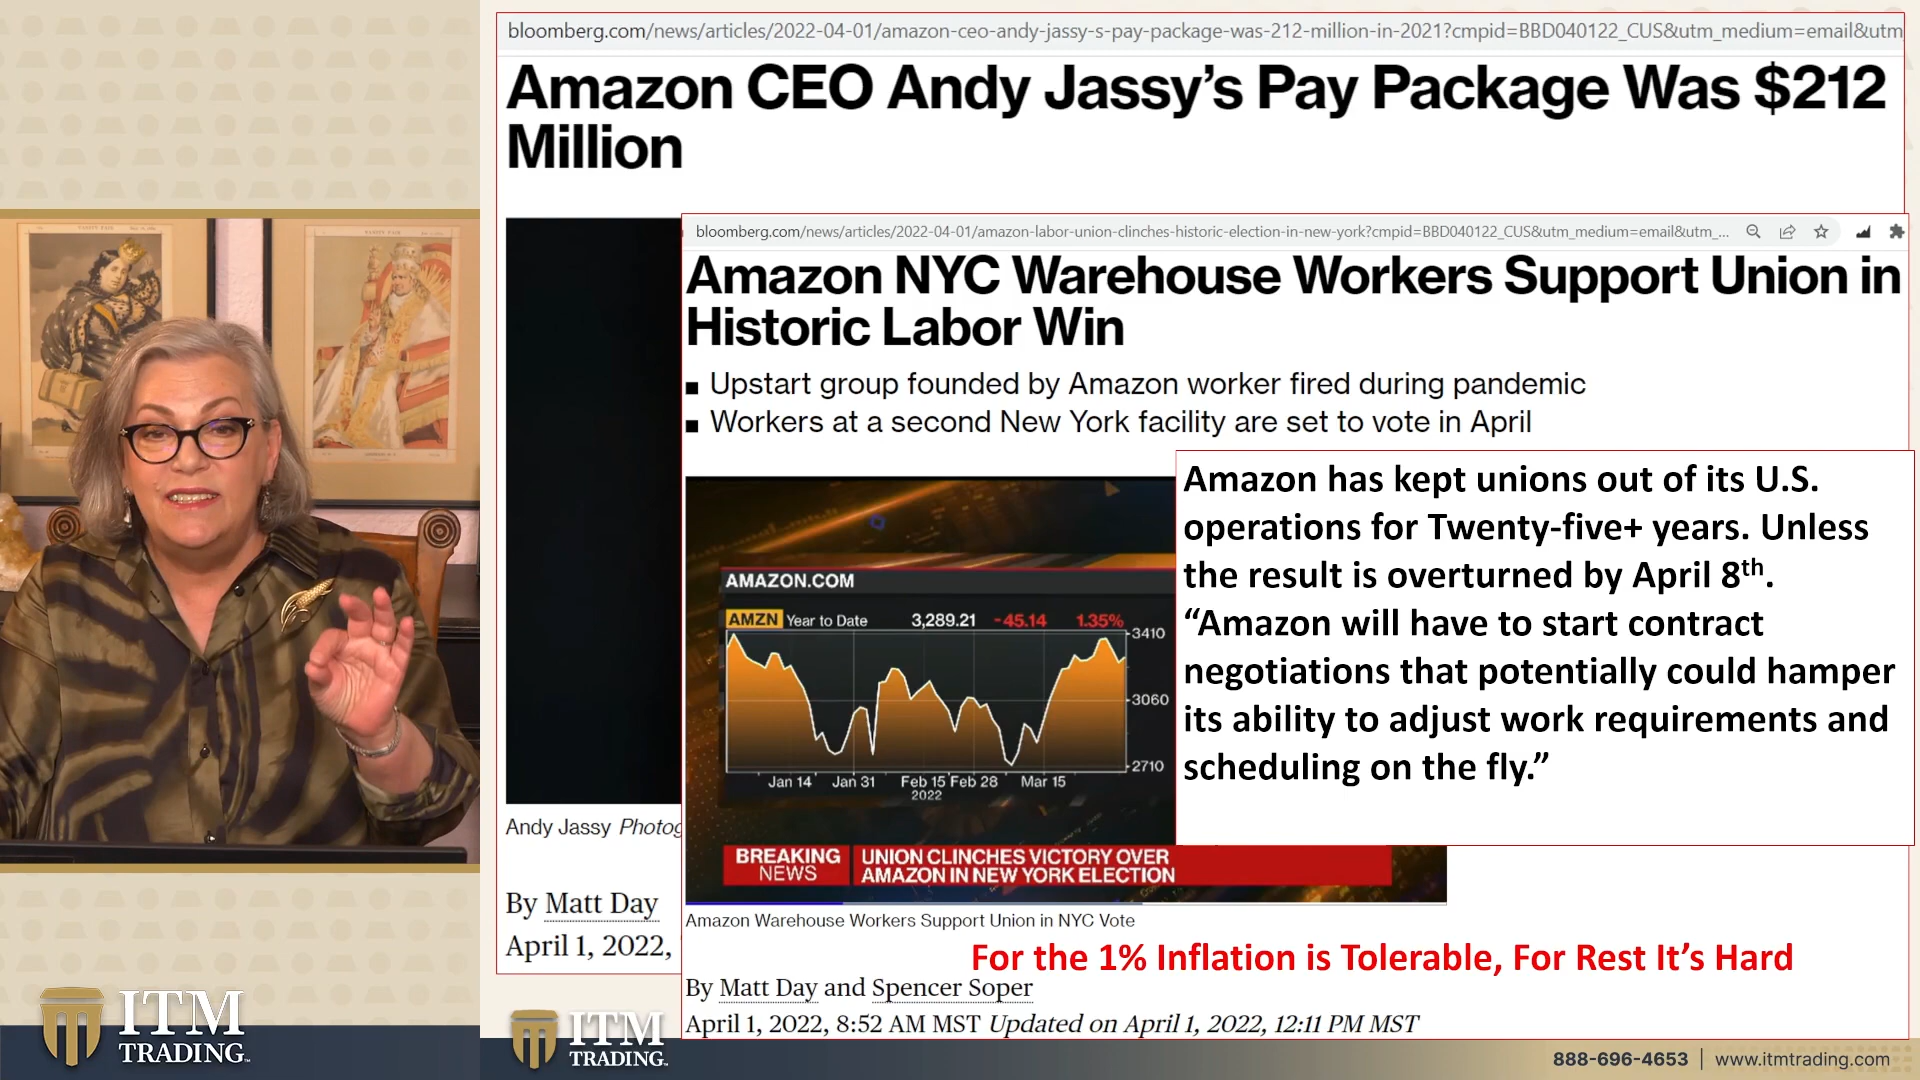 bloomberg.com/news/articles/2022-04-01/amazon-ceo-andy-jassy-s-pay-package-was-212-million-in-2021?cmpid=BBD040122_CUS&utm_medium=email&utm
Amazon CEO Andy Jassy’s Pay Package Was $212
Million
bloomberg.com/news/articles/2022-04-01/amazon-labor-union-clinches-historic-election-in-new-york?cmpid=BBD040122_CUS&utm_medium=email&utm_...
Amazon NYC Warehouse Workers Support Union in
Historic Labor Win
■ Upstart group founded by Amazon worker fired during pandemic
■ Workers at a second New York facility are set to vote in April
Amazon has kept unions out of its U.S.
operations for Twenty-five+ years. Unless
the result is overturned by April 8th.
“Amazon will have to start contract
negotiations that potentially could hamper
its ability to adjust work requirements and
scheduling on the fly.”
AMAZON.COM
AMZN Year to Date 3,289.21 -45.14 1.35%
3410
3060
2710
Jan 14 Jan 31 Feb 15 Feb 28 Mar 15
2022
BREAKING
NEWS
UNION CLINCHES VICTORY OVER
AMAZON IN NEW YORK ELECTION
Andy Jassy Photog
Amazon Warehouse Workers Support Union in NYC Vote
By Matt Day
April 1, 2022,
For the 1% Inflation is Tolerable, For Rest It’s Hard
By Matt Day and Spencer Soper
April 1, 2022, 8:52 AM MST Updated on April 1, 2022, 12:11 PM MST
ITM
TRADING
ITM
TRADING
888-696-4653 | www.itmtrading.com
VANITY FAIR
VANITY FAIR